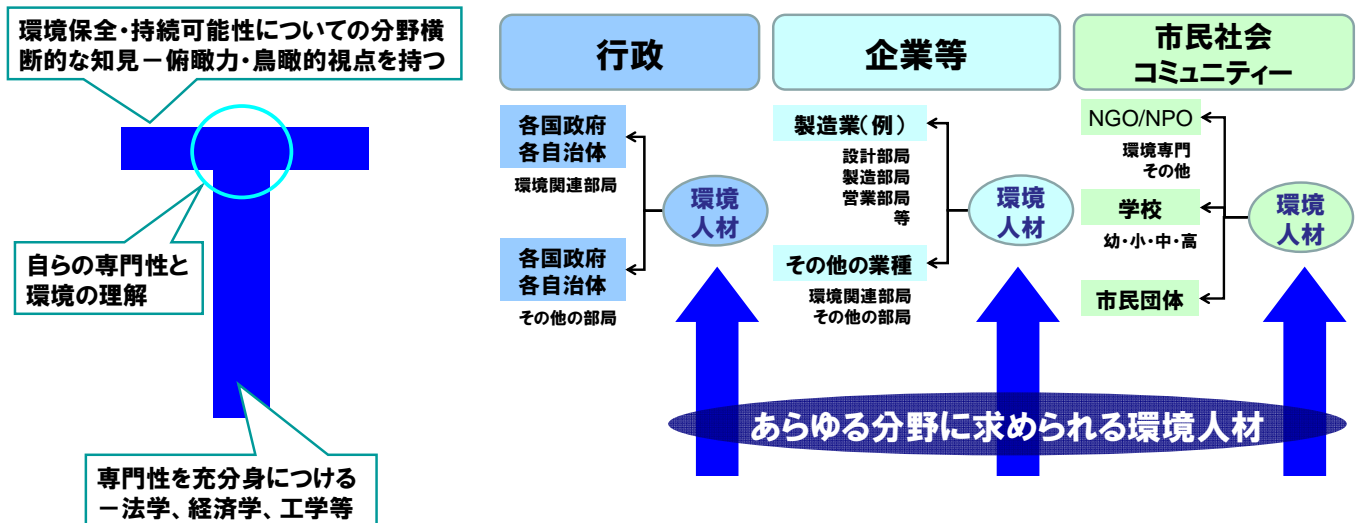 環境保全・持続可能性についての分野横
断的な知見－俯瞰力・鳥瞰的視点を持つ
自らの専門性と
環境の理解
専門性を充分身につける
－法学、経済学、工学等
行政
各国政府
各自治体
環境関連部局
各国政府
各自治体
その他の部局
環境
人材
企業等
製造業（例）
設計部局
製造部局
営業部局
等
その他の業種
環境関連部局
その他の部局
環境
人材
市民社会
コミュニティー
NGO/NPO
環境専門
その他
学校
幼・小・中・高
市民団体
環境
人材
あらゆる分野に求められる環境人材